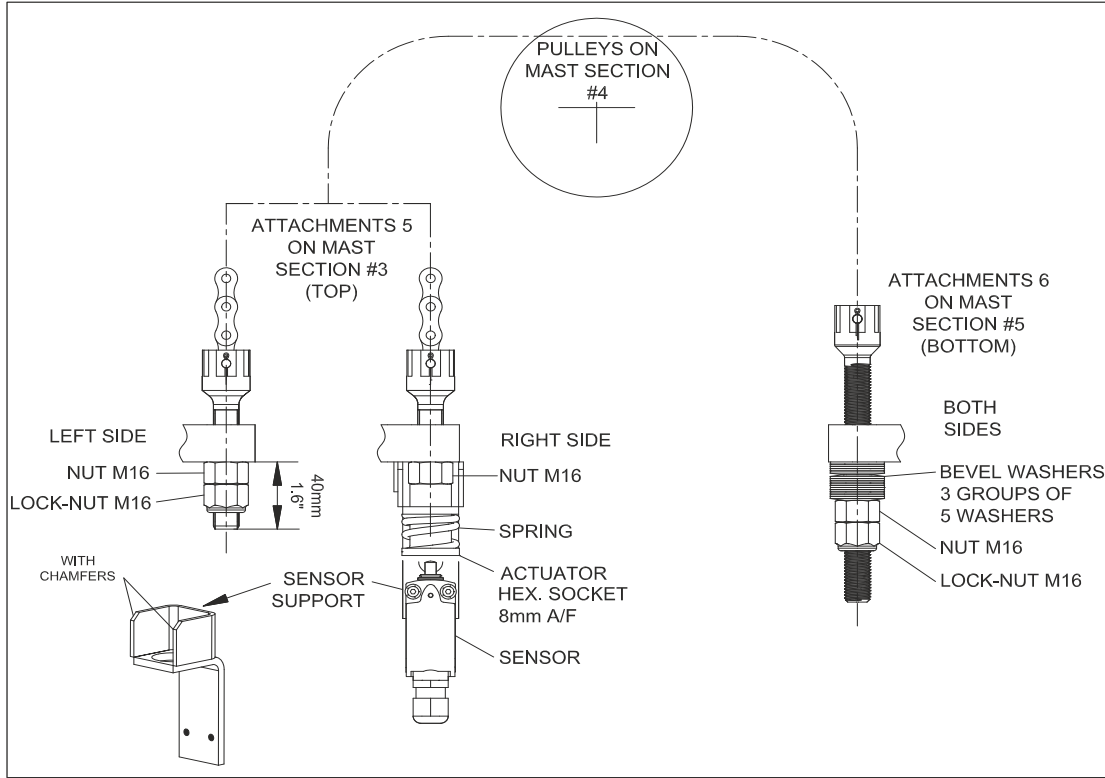 PULLEYS ON
MAST SECTION
#4
ATTACHMENTS 5
ON MAST
SECTION #3
(TOP)
ATTACHMENTS 6
ON MAST
SECTION #5
(BOTTOM)
LEFT SIDE
NUT M16
LOCK-NUT M16
40mm
1.6"
RIGHT SIDE
NUT M16
SPRING
ACTUATOR
HEX. SOCKET
8mm A/F
SENSOR
BOTH
SIDES
BEVEL WASHERS
3 GROUPS OF
5 WASHERS
NUT M16
LOCK-NUT M16
WITH
CHAMFERS
SENSOR
SUPPORT